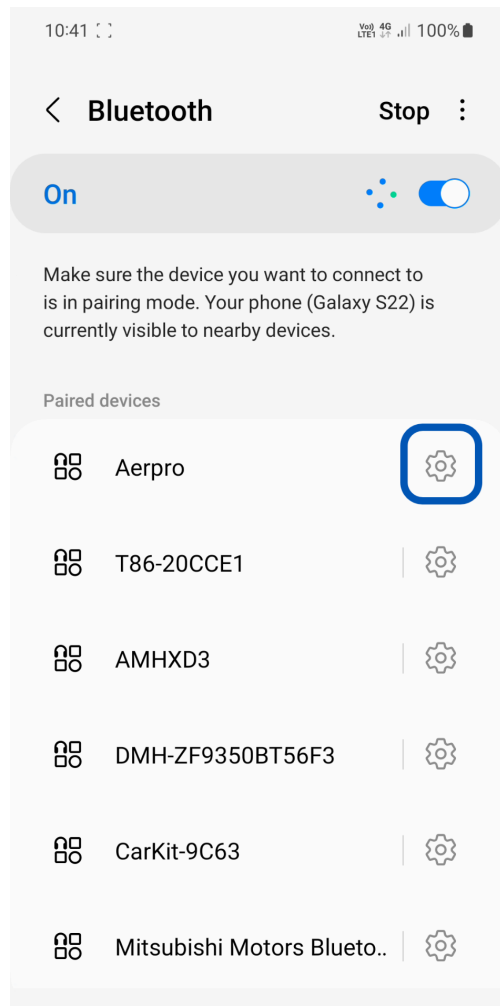 10:41
Vo)) 4G
LTE1 100%
Bluetooth Stop
On
Make sure the device you want to connect to
is in pairing mode. Your phone (Galaxy S22) is
currently visible to nearby devices.
Paired devices
Aerpro
T86-20CCE1
AMHXD3
DMH-ZF9350BT56F3
CarKit-9C63
Mitsubishi Motors Blueto..